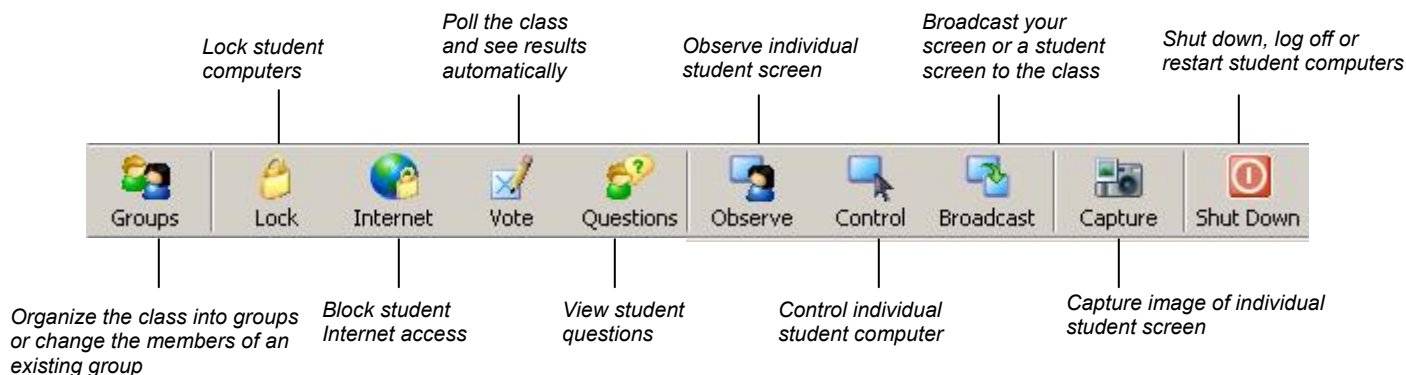 Lock student
computers
Poll the class
and see results
automatically
Observe individual
student screen
Broadcast your
screen or a student
screen to the class
Shut down, log off or
restart student computers
Groups
Lock
Internet
Vote
Questions
Observe
Control
Broadcast
Capture
Shut Down
Organize the class into groups
or change the members of an
existing group
Block student
Internet access
View student
questions
Control individual
student computer
Capture image of individual
student screen